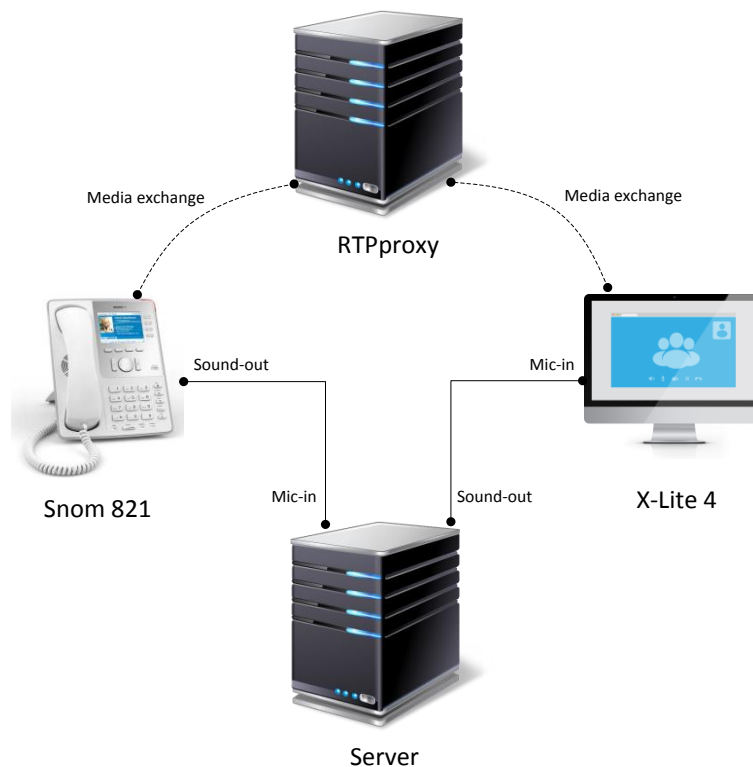 Media exchange
Media exchange
RTPproxy
Sound-out
Mic-in
Snom 821
Mic-in
Sound-out
X-Lite 4
Server